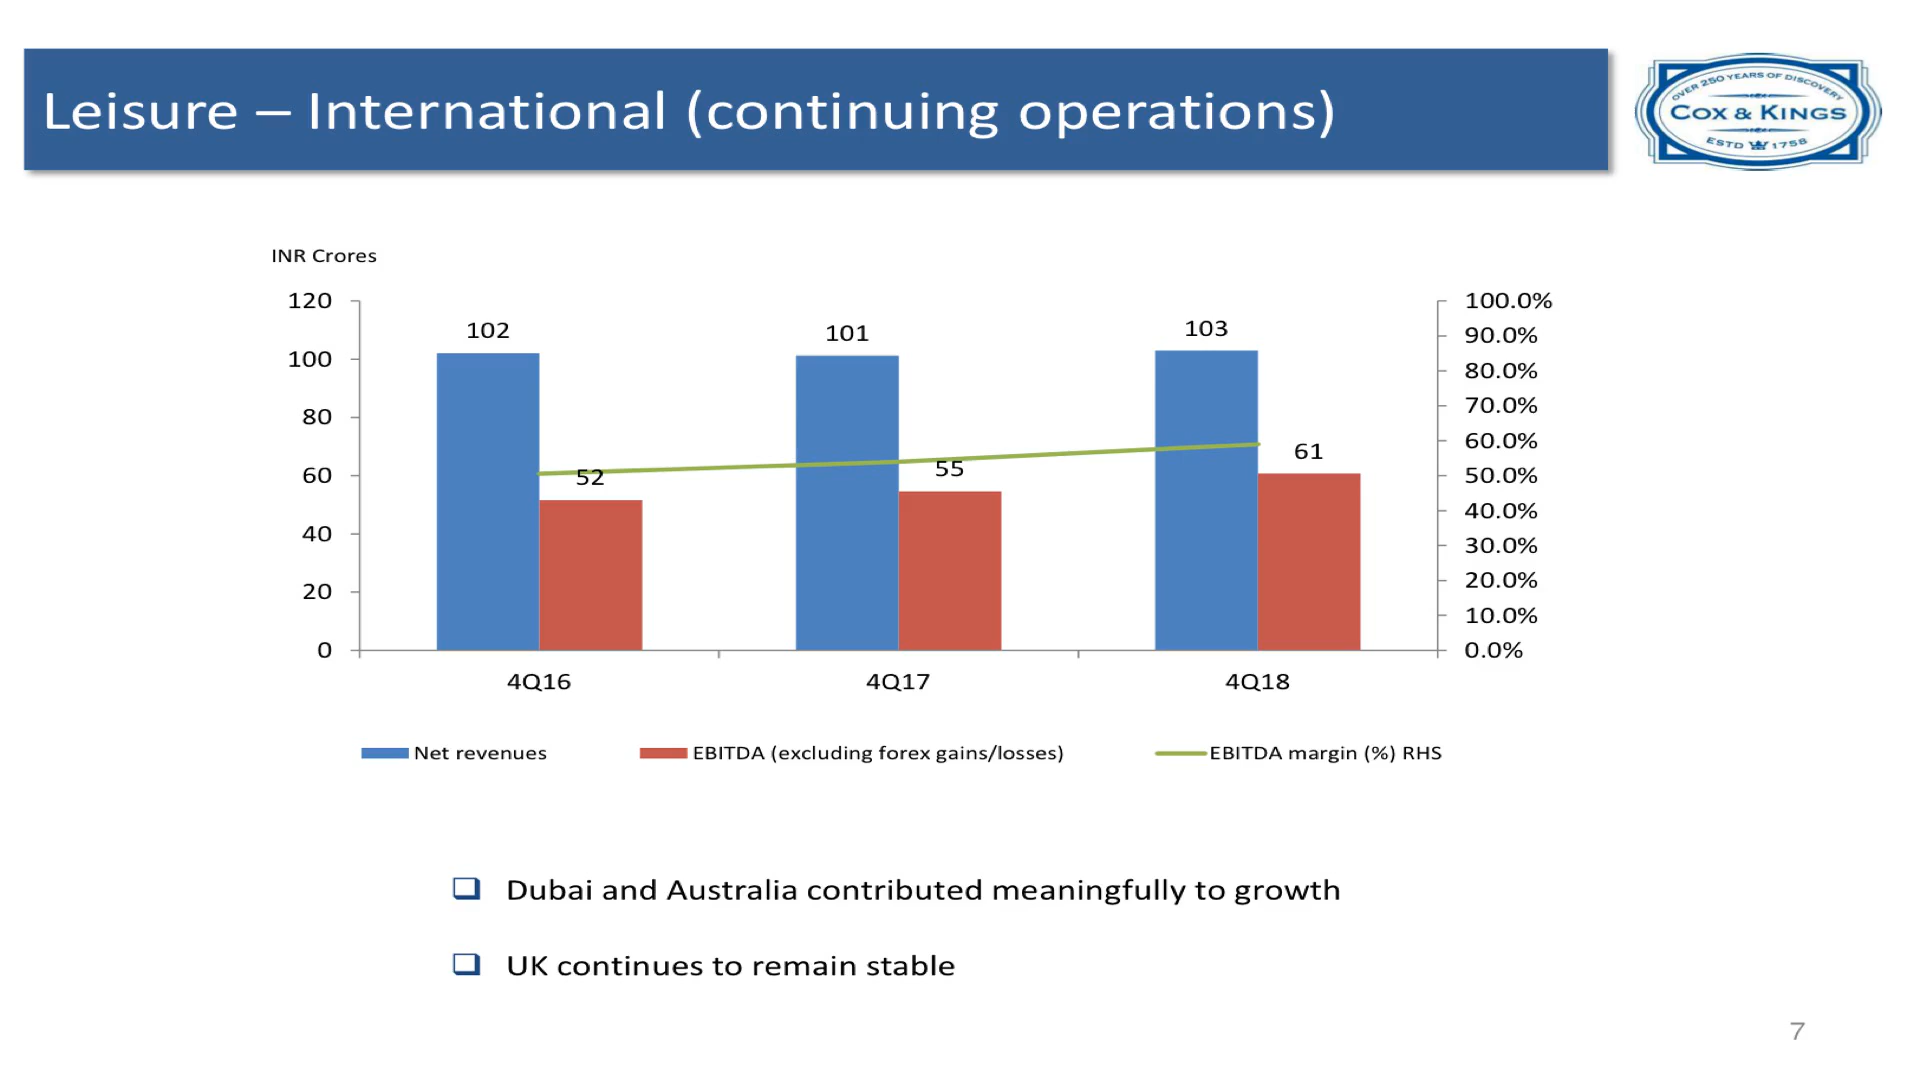 Leisure – International (continuing operations)
OVER 250 YEARS OF DISCOVERY
COX & KINGS
ESTD 1758
INR Crores
120
100
80
60
40
20
0
102
52
101
55
103
61
100.0%
90.0%
80.0%
70.0%
60.0%
50.0%
40.0%
30.0%
20.0%
10.0%
0.0%
4Q16 4Q17 4Q18
Net revenues EBITDA (excluding forex gains/losses) EBITDA margin (%) RHS
❑ Dubai and Australia contributed meaningfully to growth
❑ UK continues to remain stable
7